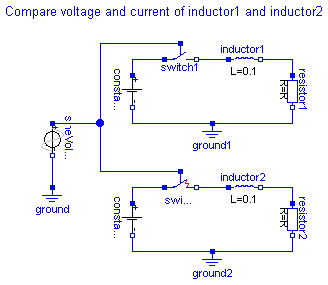 Compare voltage and current of inductor1 and inductor2
inductor1
switch1
L=0.1
consta...
resistor1
R=R
ground1
s...neVol...
ground
inductor2
swi...
L=0.1
consta...
resistor2
R=R
ground2